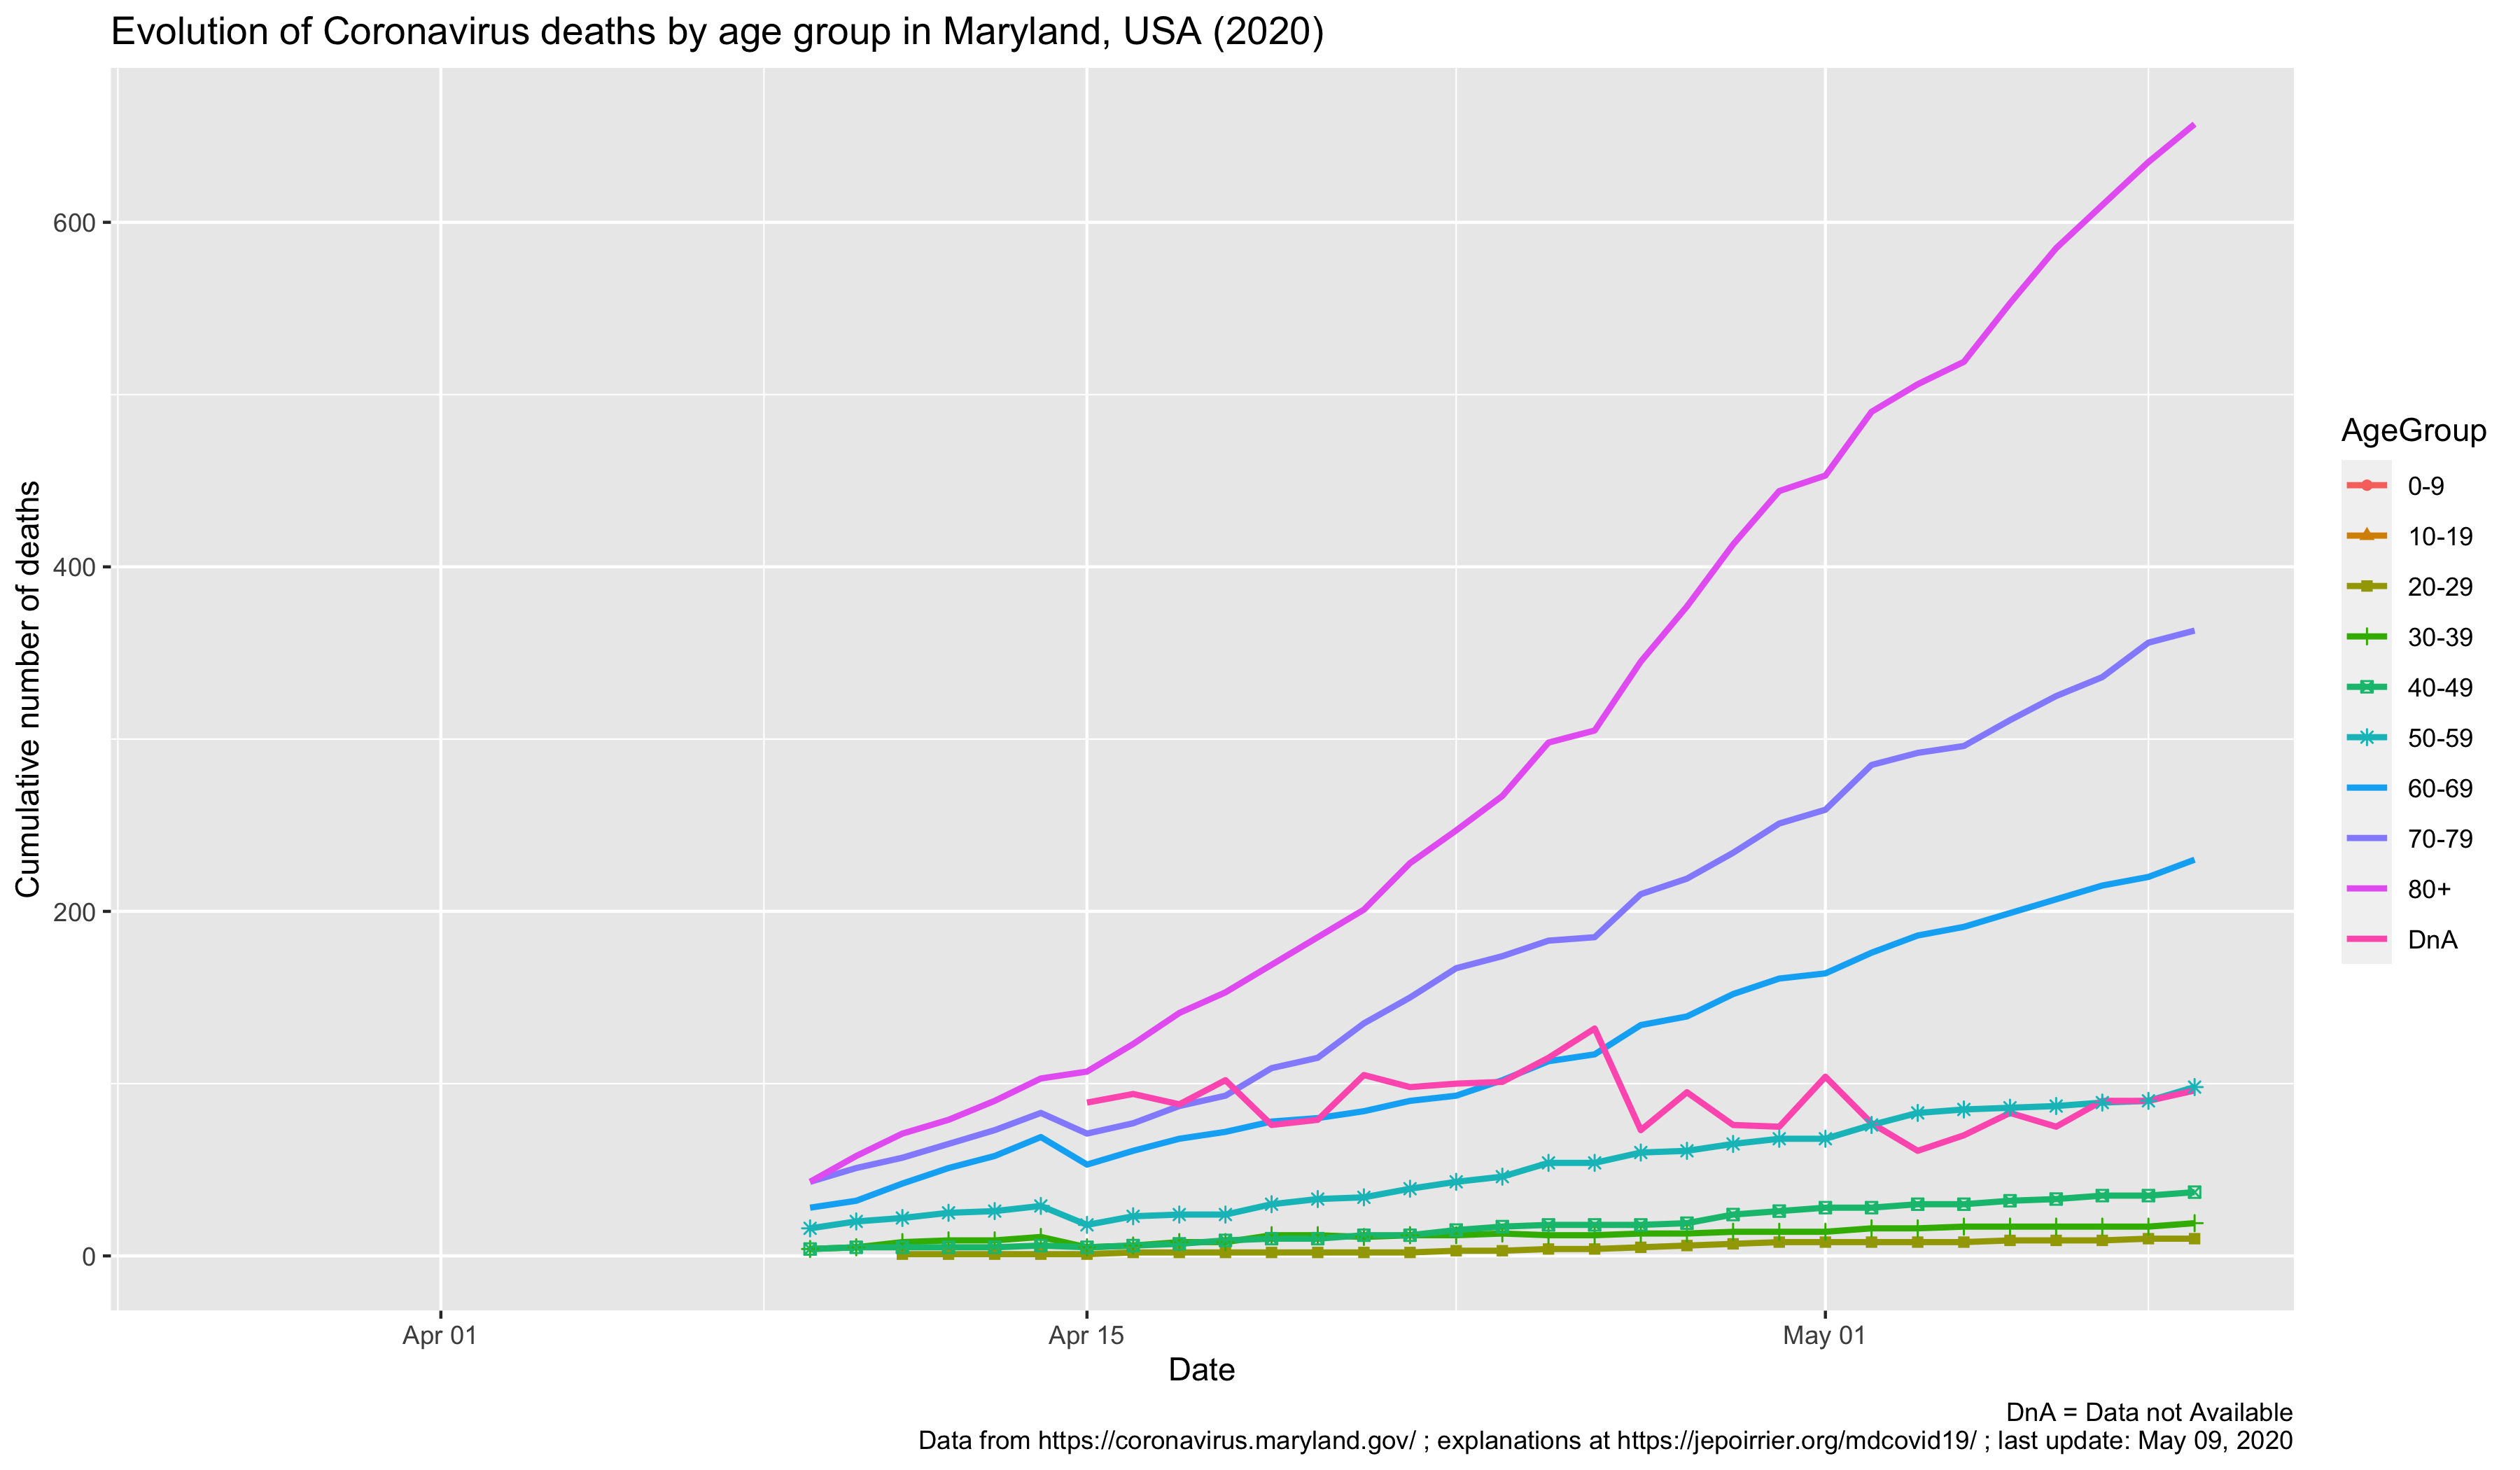 Evolution of Coronavirus deaths by age group in Maryland, USA (2020)
Cumulative number of deaths
600
400
200
0
Apr 01
Apr 15
May 01
Date
AgeGroup
0-9
10-19
20-29
30-39
40-49
50-59
60-69
70-79
80+
DnA
DnA = Data not Available
Data from https://coronavirus.maryland.gov/ ; explanations at https://jepoirrier.org/mdcovid19/ ; last update: May 09, 2020